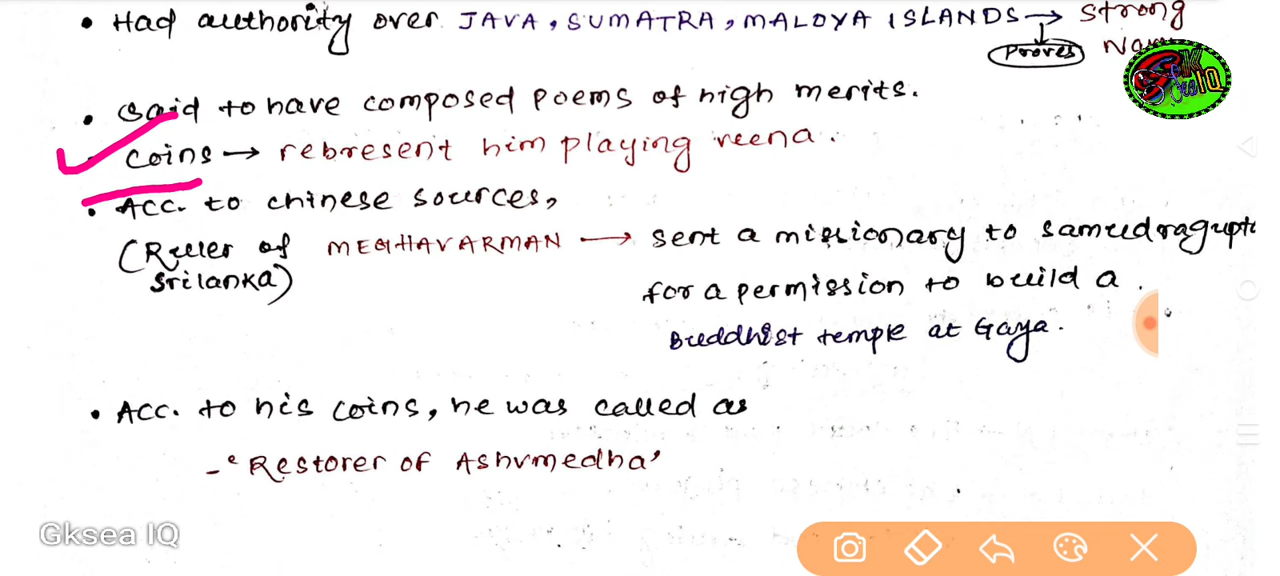 • Had authority over JAVA, SUMATRA, MALOYA ISLANDS → strong
Proves
• Said to have composed poems of high merits.
Coins → rebresent him playing veena.
• Acc. to chinese sources,
(Ruler of MEGHAVARMAN → sent a missionary to samudragupt
Srilanka)
for a permission to build a
Buddhist temple at Gaya.
• Acc. to his coins, he was called as
- 'Restorer of Ashvmedha'
Gksea IQ